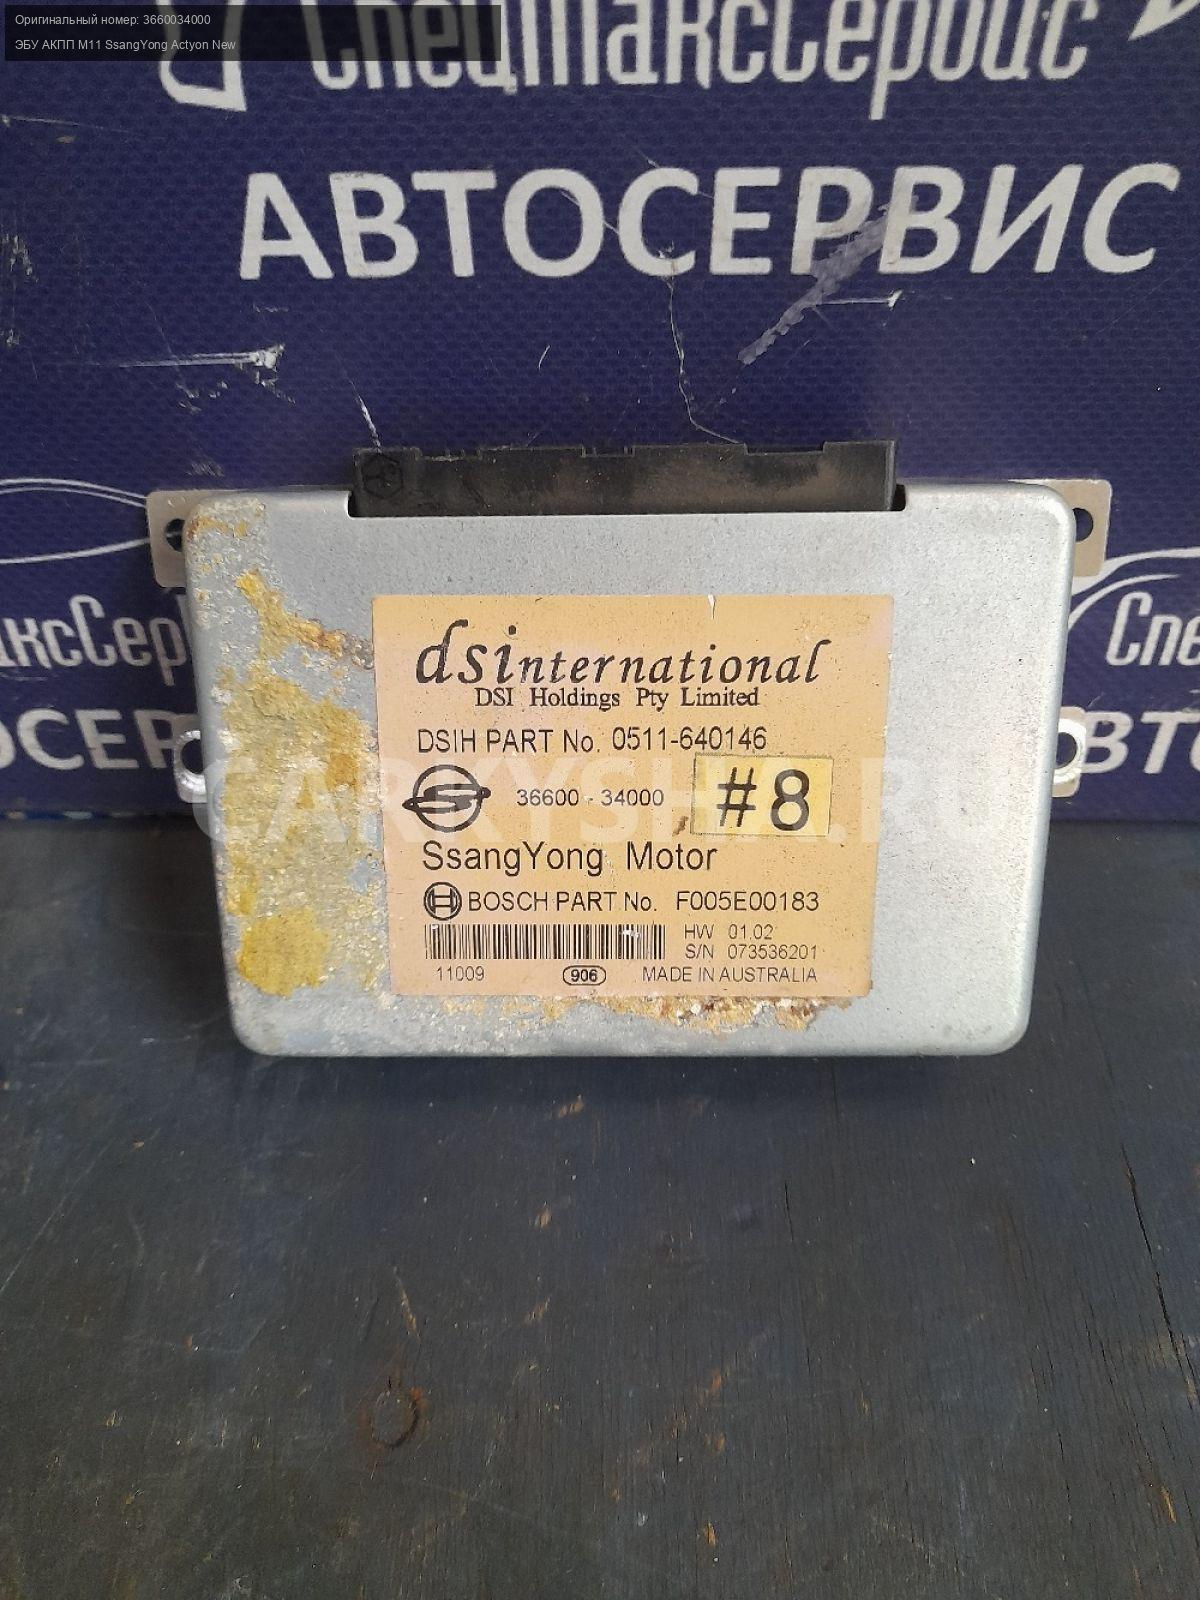 Оригинальный номер: 3660034000
ЭБУ АКПП M11 SsangYong Actyon New
СпецТаксСервис
АВТОСЕРВИС
dsinternational
DSI Holdings Pty Limited
DSIH PART No. 0511-640146
36600-34000
#8
SsangYong Motor
BOSCH PART No. F005E00183
HW 01.02
S/N 073536201
11009 906 MADE IN AUSTRALIA